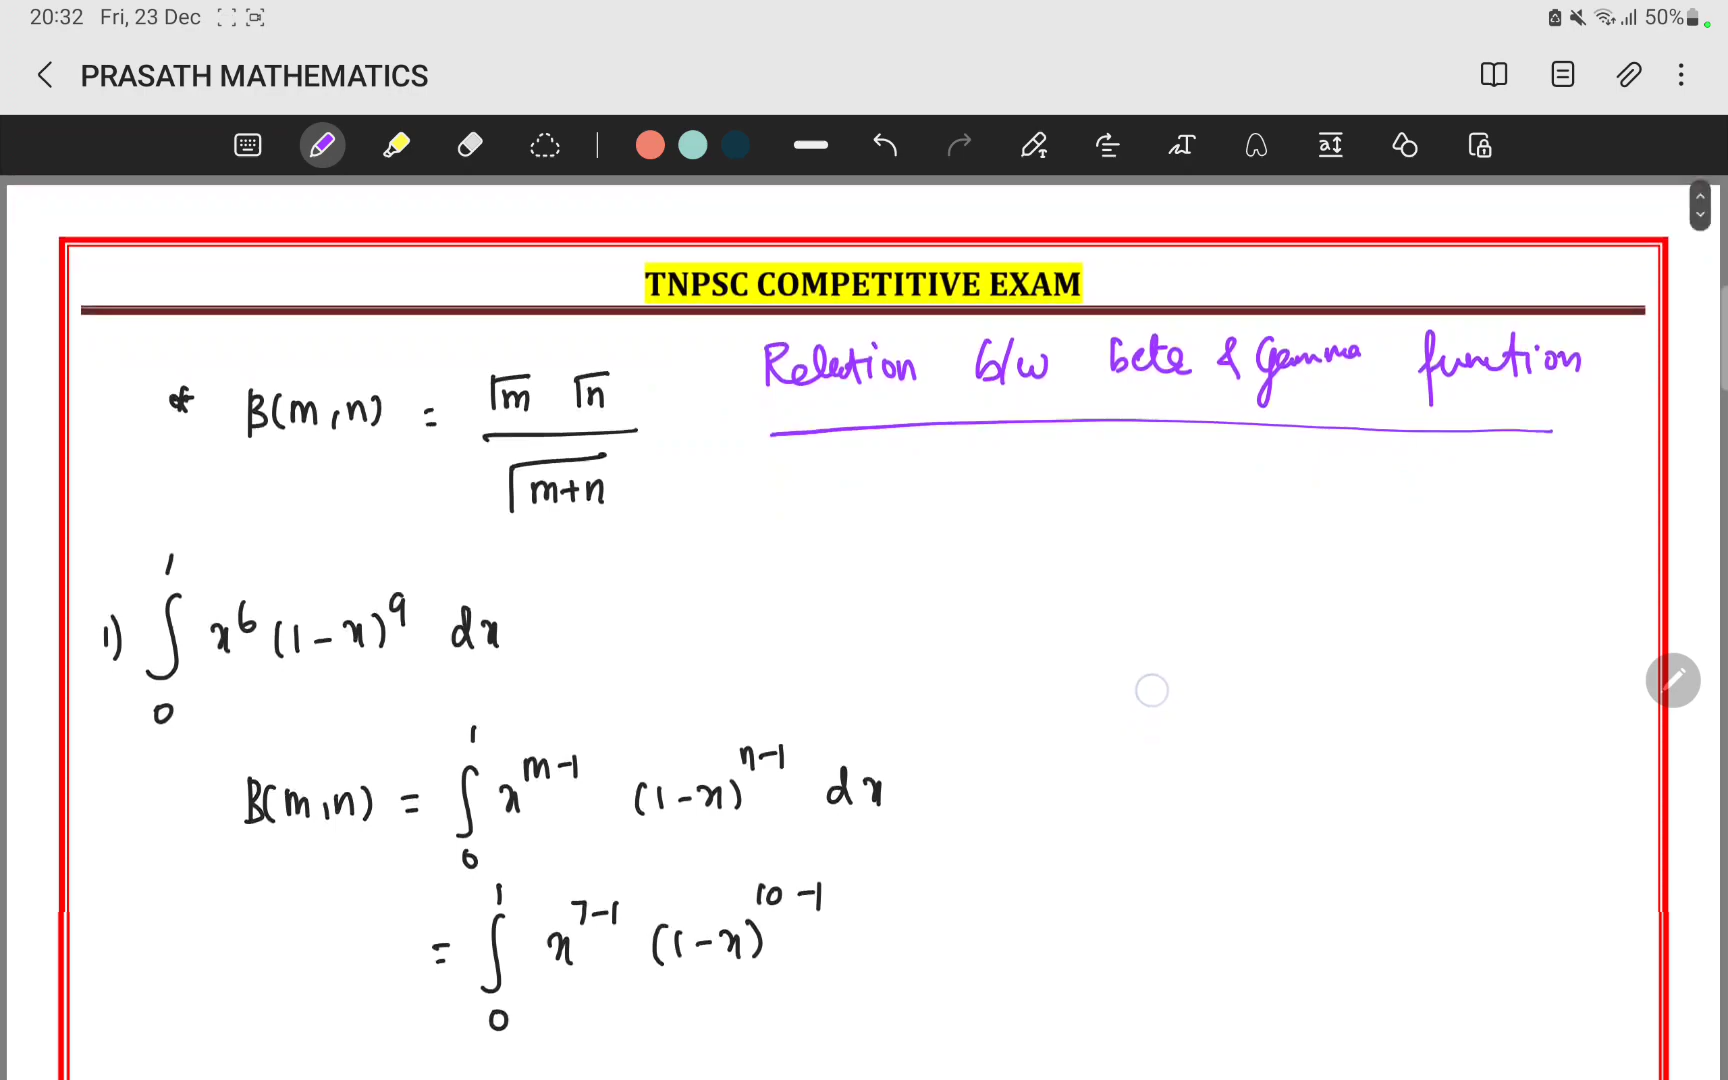 20:32 Fri, 23 Dec 50%
PRASATH MATHEMATICS
TNPSC COMPETITIVE EXAM
Relation b/w beta & Gamma function
* β(m,n) = Γm Γn / Γm+n
1) ∫₀¹ x⁶ (1-x)⁹ dx
β(m,n) = ∫₀¹ x^(m-1) (1-x)^(n-1) dx
= ∫₀¹ x^(7-1) (1-x)^(10-1)